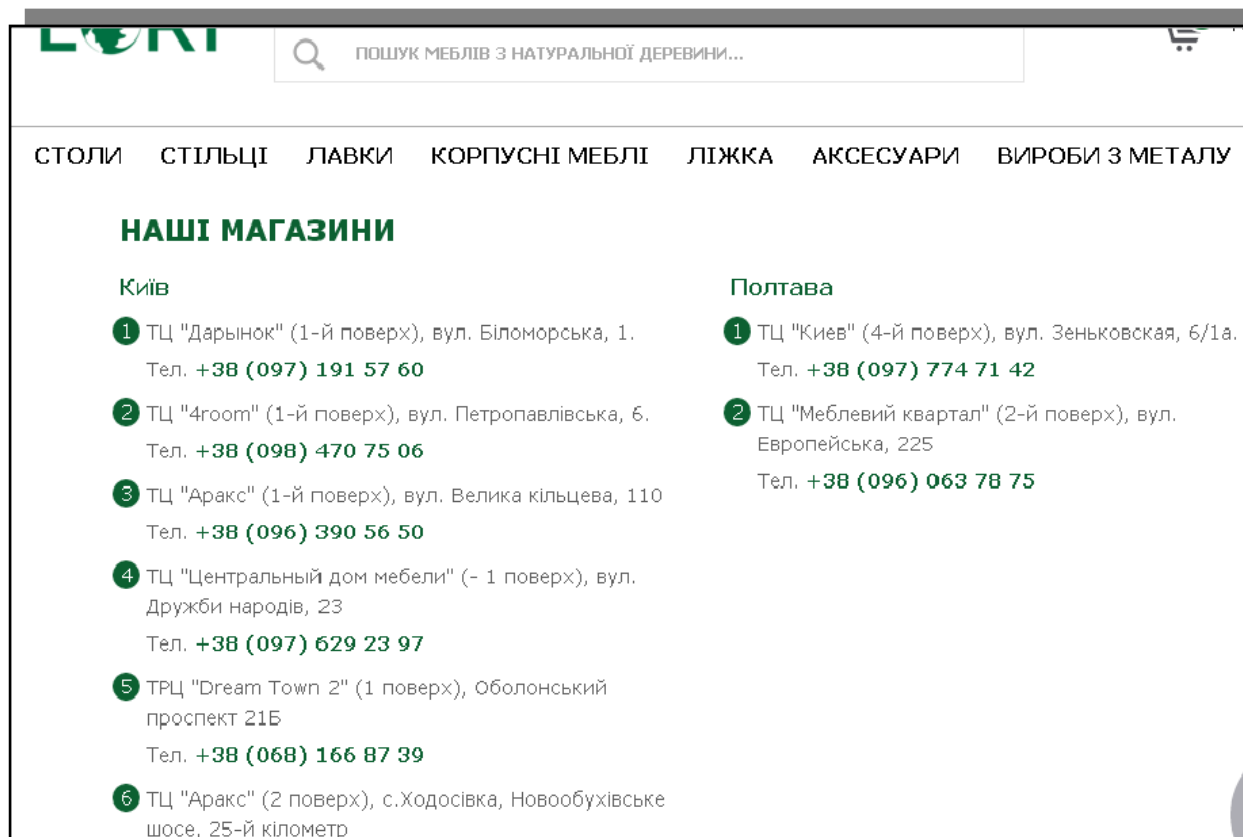 ПОШУК МЕБЛІВ З НАТУРАЛЬНОЇ ДЕРЕВИНИ...
СТОЛИ СТІЛЬЦІ ЛАВКИ КОРПУСНІ МЕБЛІ ЛІЖКА АКСЕСУАРИ ВИРОБИ З МЕТАЛУ
НАШІ МАГАЗИНИ
Київ
1 ТЦ "Дарынок" (1-й поверх), вул. Біломорська, 1.
Тел. +38 (097) 191 57 60
2 ТЦ "4room" (1-й поверх), вул. Петропавлівська, 6.
Тел. +38 (098) 470 75 06
3 ТЦ "Аракс" (1-й поверх), вул. Велика кільцева, 110
Тел. +38 (096) 390 56 50
4 ТЦ "Центральный дом мебели" (- 1 поверх), вул.
Дружби народів, 23
Тел. +38 (097) 629 23 97
5 ТРЦ "Dream Town 2" (1 поверх), Оболонський
проспект 21Б
Тел. +38 (068) 166 87 39
6 ТЦ "Аракс" (2 поверх), с.Ходосівка, Новообухівське
шосе, 25-й кілометр
Полтава
1 ТЦ "Киев" (4-й поверх), вул. Зеньковская, 6/1а.
Тел. +38 (097) 774 71 42
2 ТЦ "Меблевий квартал" (2-й поверх), вул.
Европейська, 225
Тел. +38 (096) 063 78 75